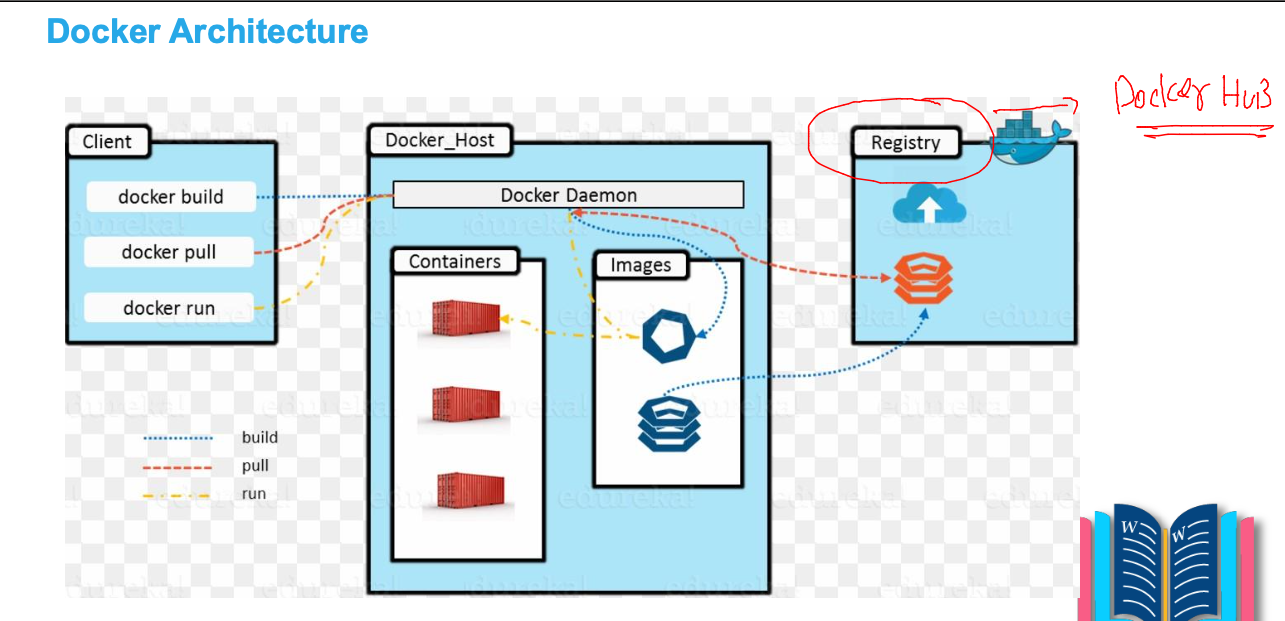 Docker Architecture
Docker HuB
Client
Docker_Host
Registry
docker build
Docker Daemon
docker pull
Containers
Images
docker run
build
pull
run
edureka!
W
W